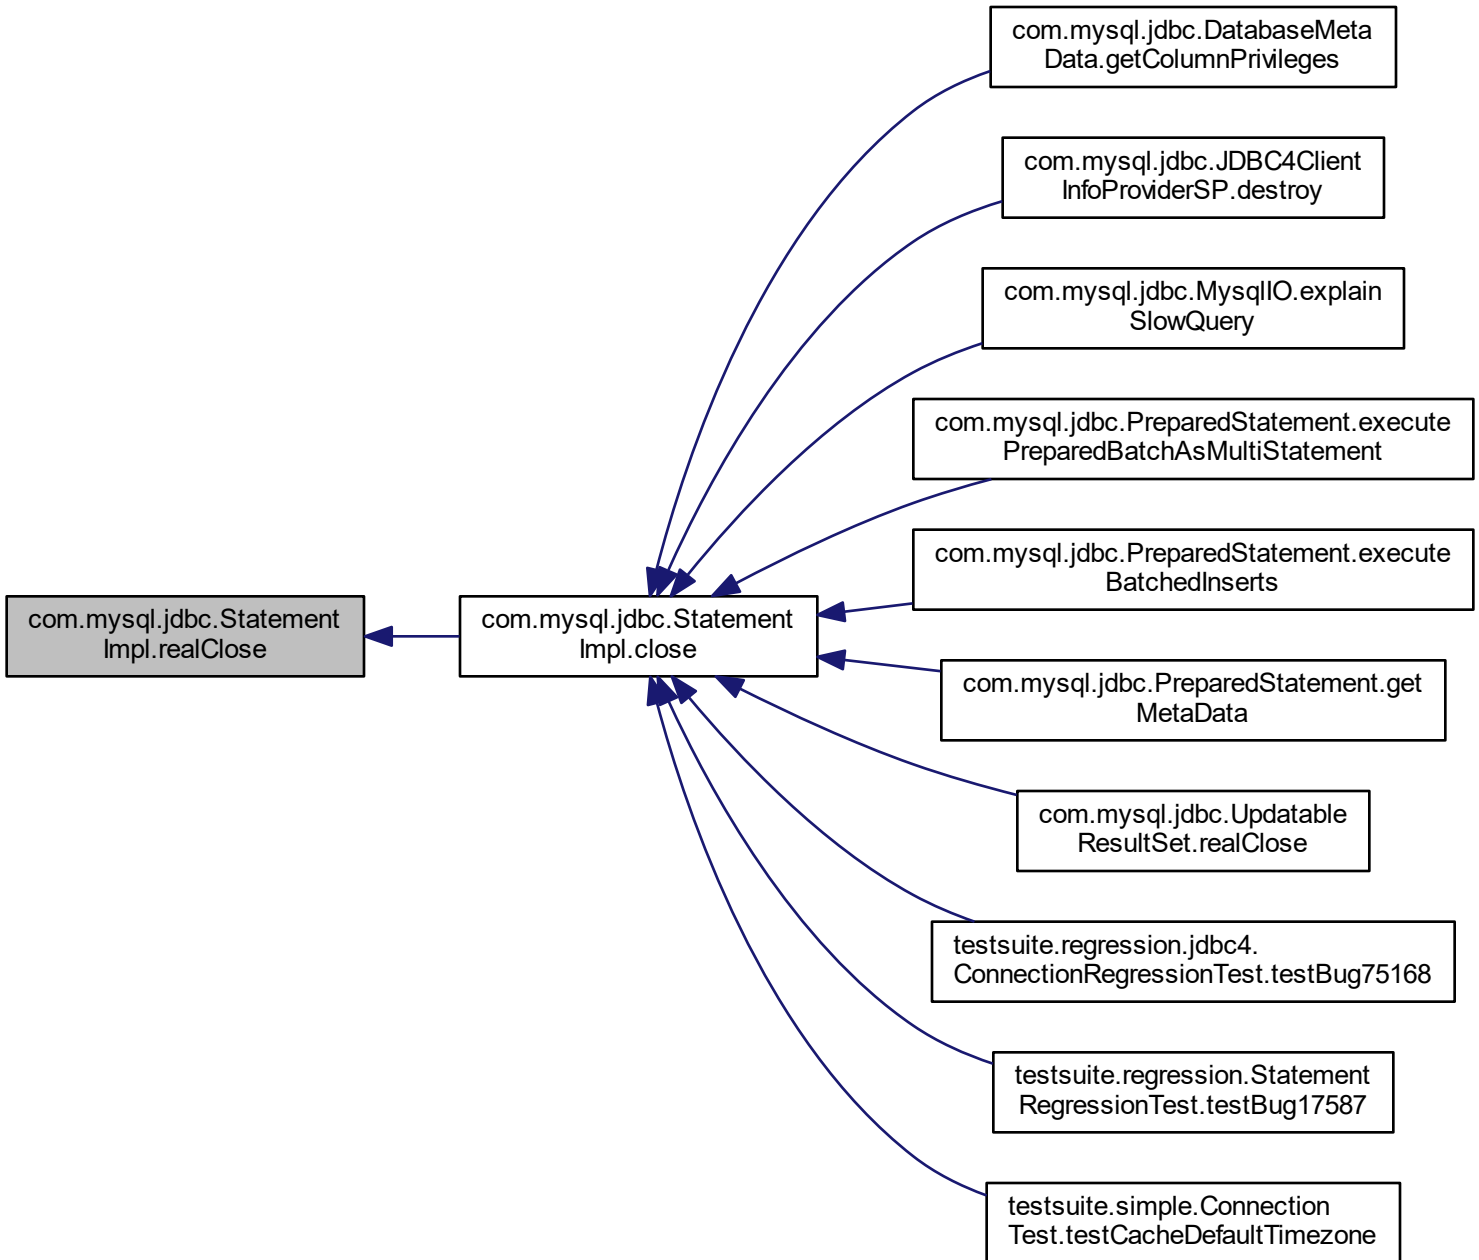 com.mysql.jdbc.DatabaseMeta
Data.getColumnPrivileges
com.mysql.jdbc.JDBC4Client
InfoProviderSP.destroy
com.mysql.jdbc.MysqlIO.explain
SlowQuery
com.mysql.jdbc.PreparedStatement.execute
PreparedBatchAsMultiStatement
com.mysql.jdbc.PreparedStatement.execute
BatchedInserts
com.mysql.jdbc.Statement
Impl.realClose
com.mysql.jdbc.Statement
Impl.close
com.mysql.jdbc.PreparedStatement.get
MetaData
com.mysql.jdbc.Updatable
ResultSet.realClose
testsuite.regression.jdbc4.
ConnectionRegressionTest.testBug75168
testsuite.regression.Statement
RegressionTest.testBug17587
testsuite.simple.Connection
Test.testCacheDefaultTimezone